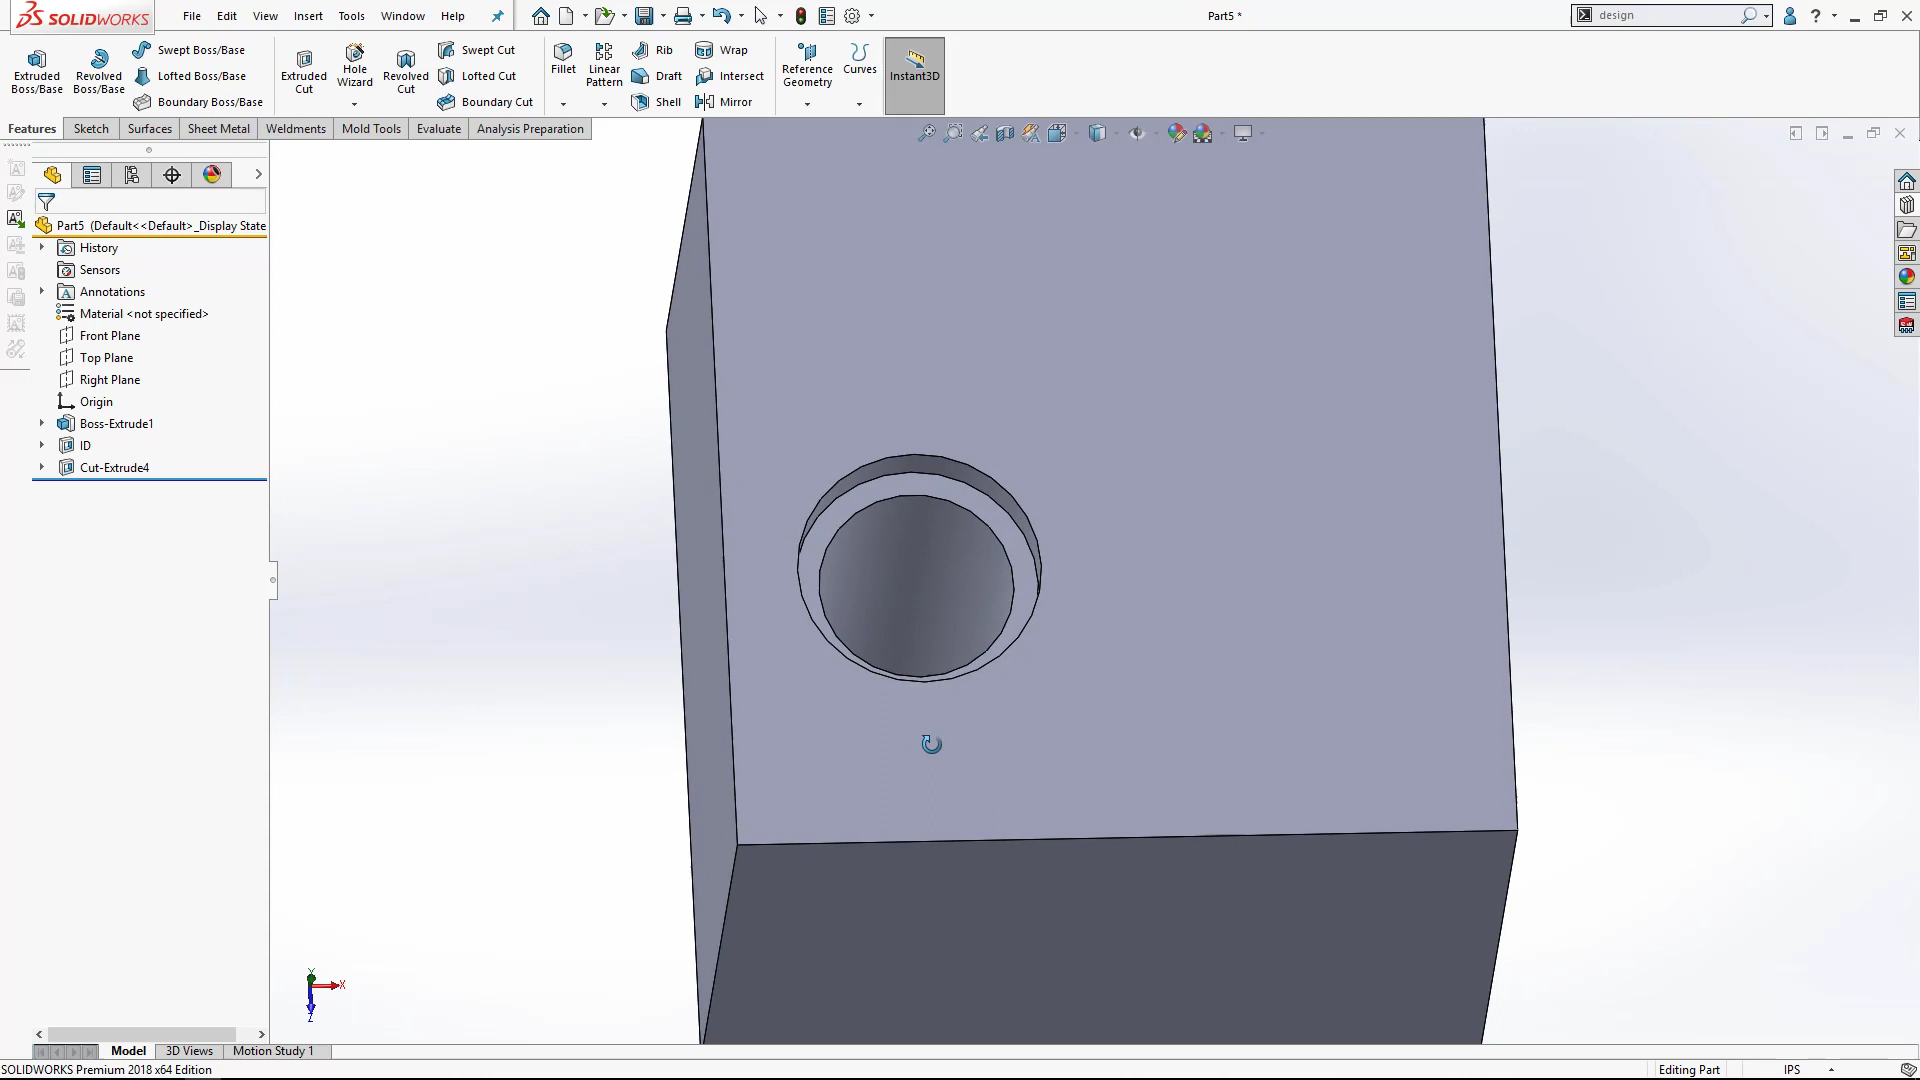 SOLIDWORKS File Edit View Insert Tools Window Help Part5 * design
Extruded Boss/Base
Revolved Boss/Base
Swept Boss/Base
Lofted Boss/Base
Boundary Boss/Base
Extruded Cut
Hole Wizard
Revolved Cut
Swept Cut
Lofted Cut
Boundary Cut
Fillet
Linear Pattern
Rib
Draft
Shell
Wrap
Intersect
Mirror
Reference Geometry
Curves
Instant3D
Features Sketch Surfaces Sheet Metal Weldments Mold Tools Evaluate Analysis Preparation
Part5 (Default<<Default>_Display State
History
Sensors
Annotations
Material <not specified>
Front Plane
Top Plane
Right Plane
Origin
Boss-Extrude1
ID
Cut-Extrude4
Y
X
Z
Model 3D Views Motion Study 1
SOLIDWORKS Premium 2018 x64 Edition Editing Part IPS